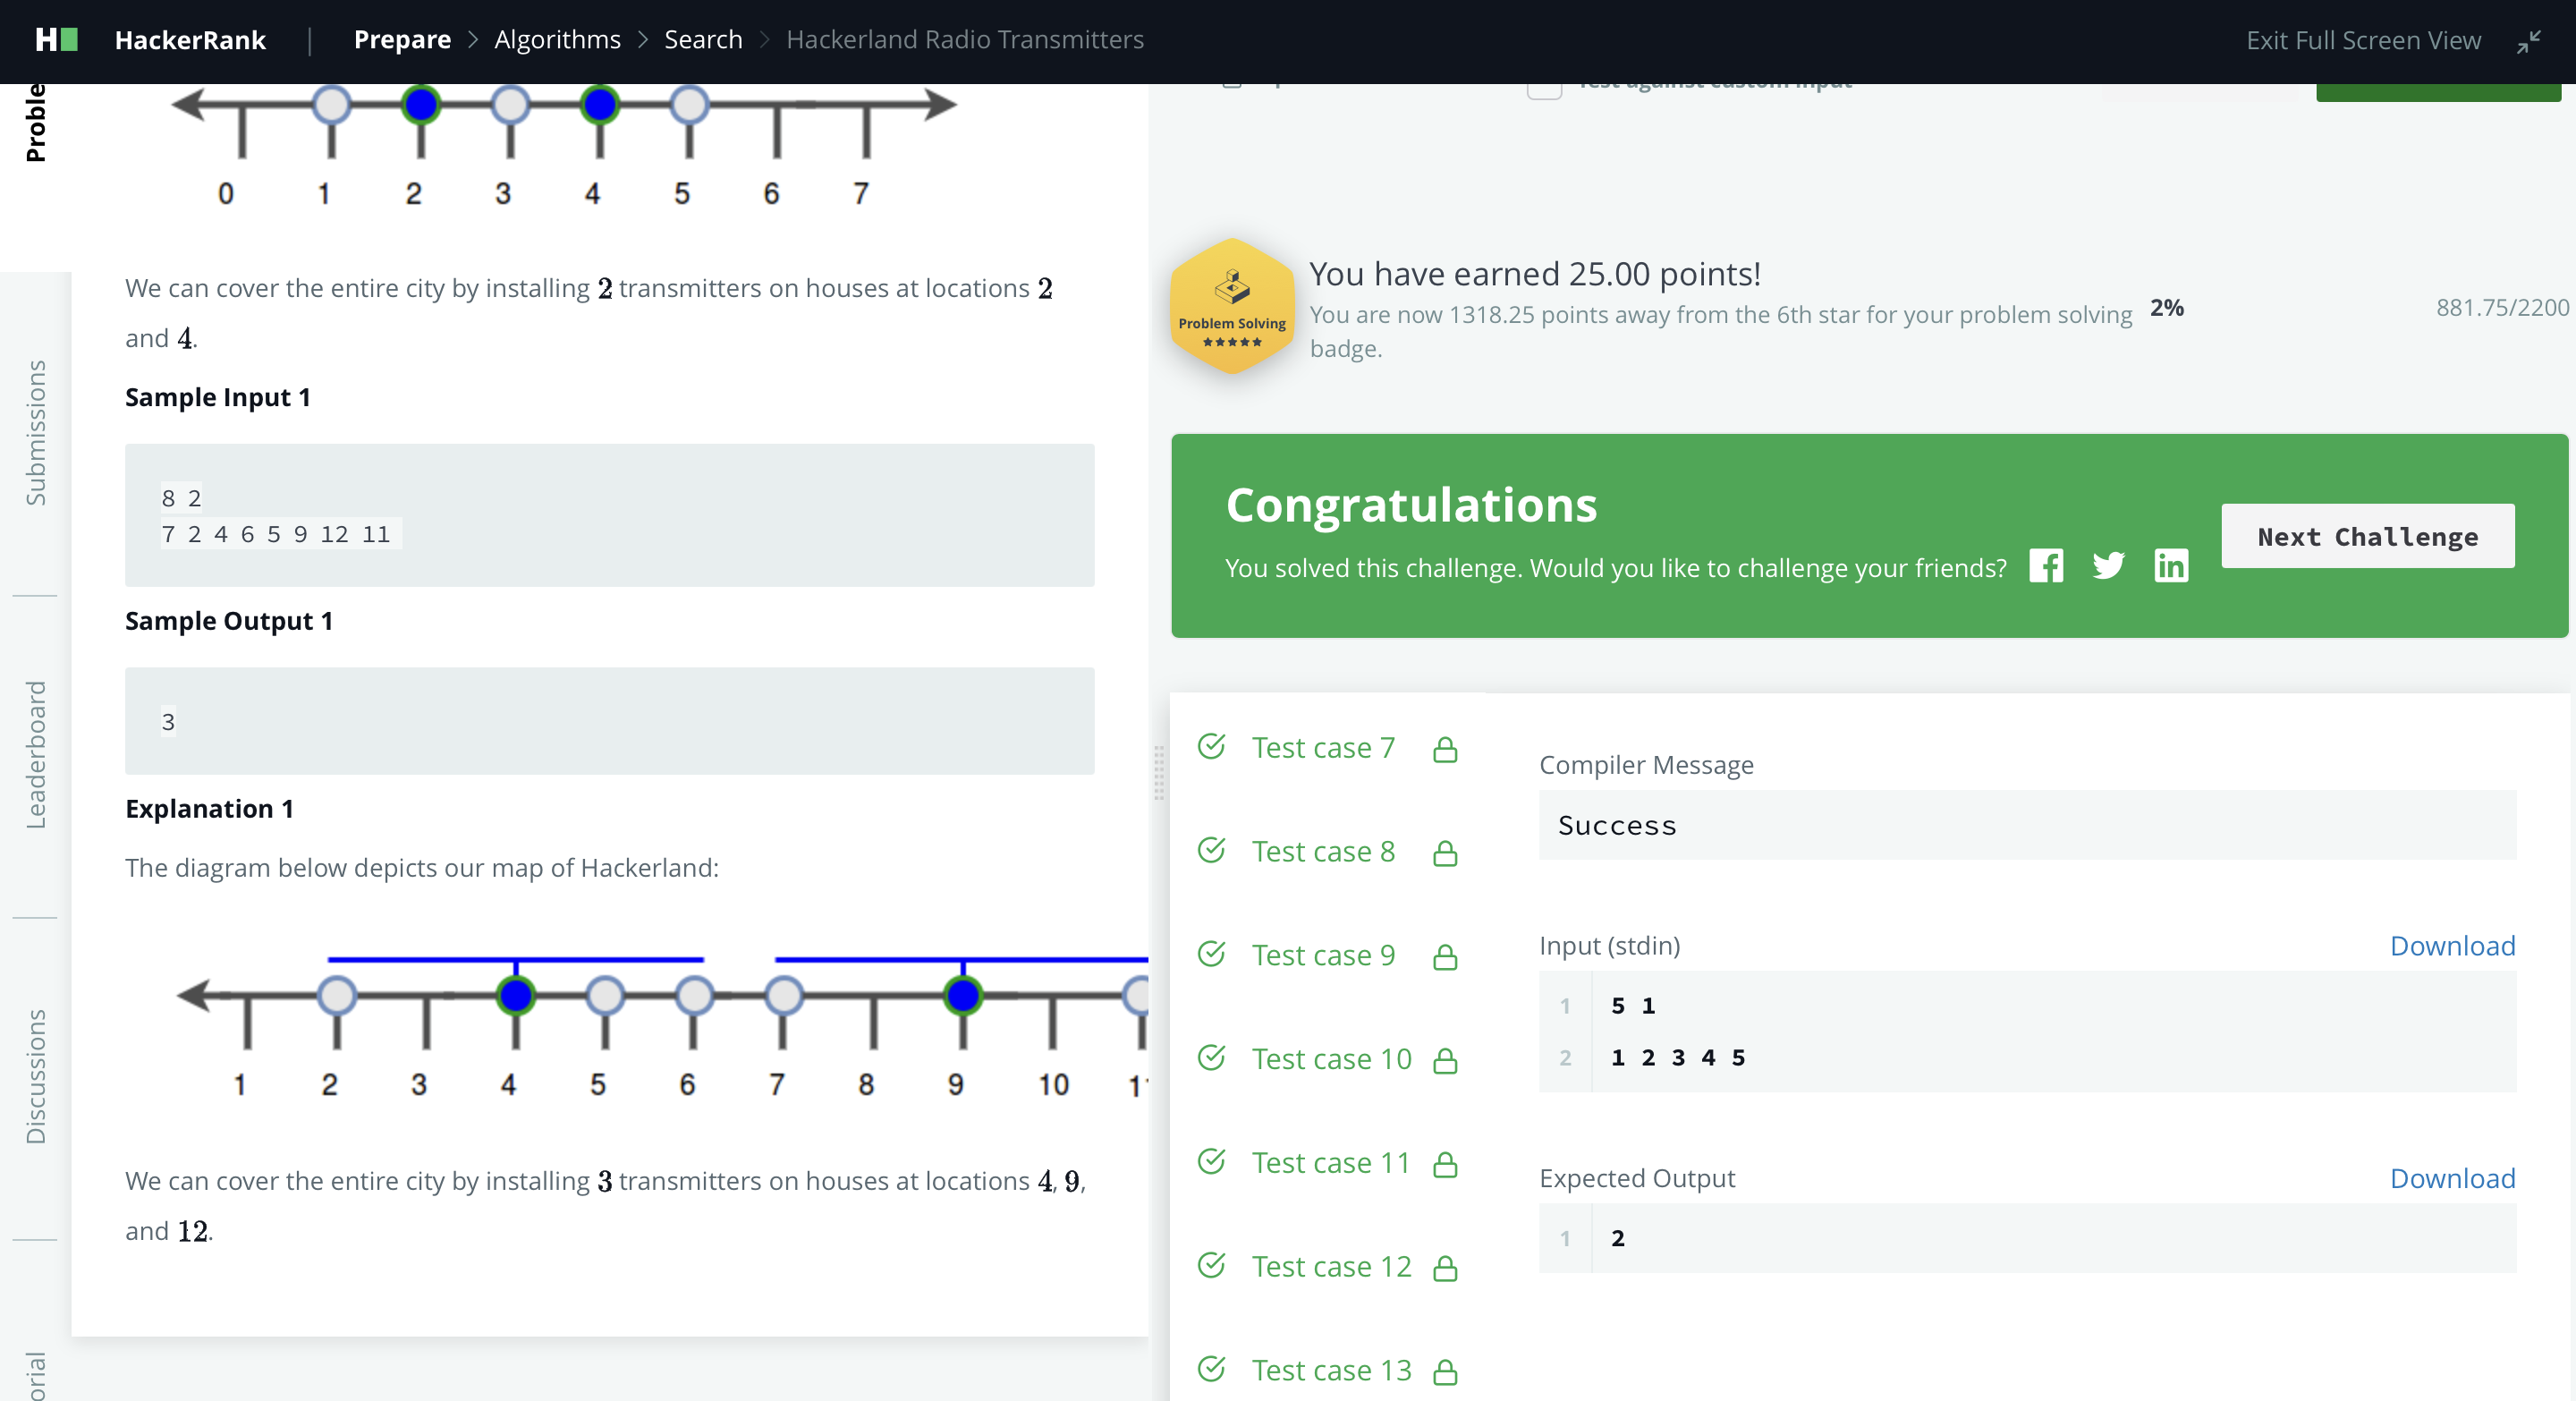 HackerRank | Prepare > Algorithms > Search > Hackerland Radio Transmitters
Exit Full Screen View
Proble
Submissions
Leaderboard
Discussions
orial
0 1 2 3 4 5 6 7
We can cover the entire city by installing 2 transmitters on houses at locations 2
and 4.
Sample Input 1
8 2
7 2 4 6 5 9 12 11
Sample Output 1
3
Explanation 1
The diagram below depicts our map of Hackerland:
1 2 3 4 5 6 7 8 9 10 11
We can cover the entire city by installing 3 transmitters on houses at locations 4, 9,
and 12.
Test against custom input
Problem Solving
You have earned 25.00 points!
You are now 1318.25 points away from the 6th star for your problem solving
badge.
2%
881.75/2200
Congratulations
You solved this challenge. Would you like to challenge your friends?
Next Challenge
Test case 7
Test case 8
Test case 9
Test case 10
Test case 11
Test case 12
Test case 13
Compiler Message
Success
Input (stdin)
Download
1 5 1
2 1 2 3 4 5
Expected Output
Download
1 2